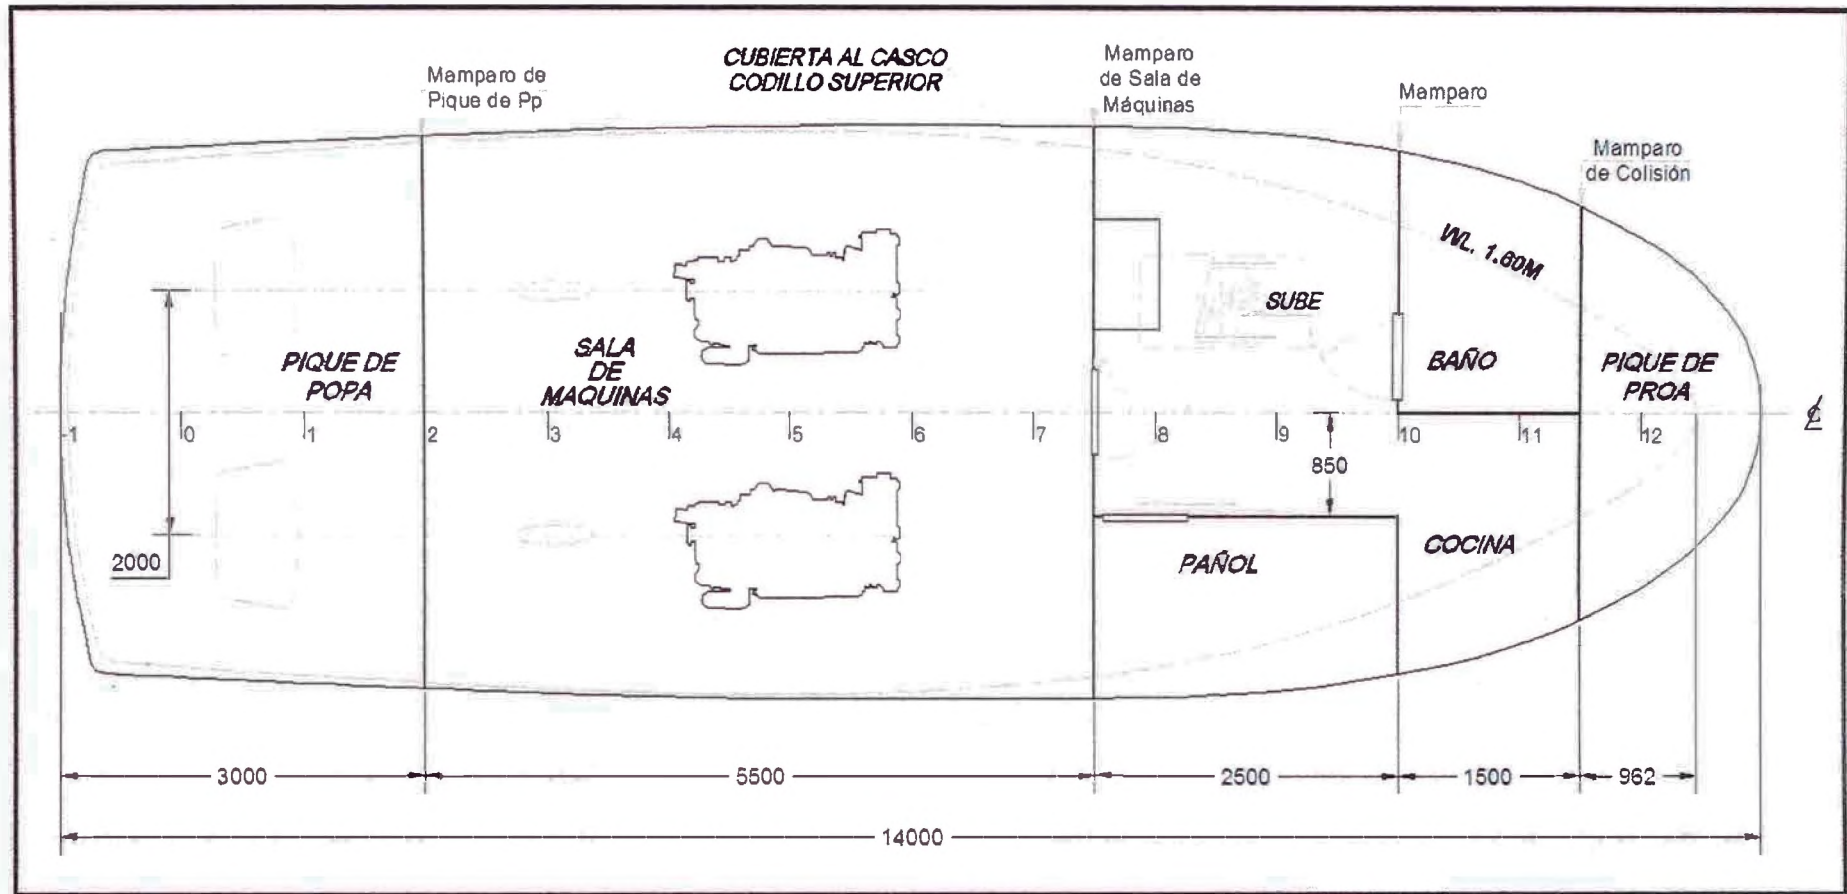 CUBIERTA AL CASCO
CODILLO SUPERIOR
Mamparo de
Pique de Pp
Mamparo
de Sala de
Máquinas
Mamparo
Mamparo
de Colisión
WL. 1.60M
SUBE
SALA
DE
MAQUINAS
PIQUE DE
POPA
BAÑO
PIQUE DE
PROA
-1 0 1 2 3 4 5 6 7 8 9 10 11 12
850
2000
PAÑOL
COCINA
3000 5500 2500 1500 962
14000